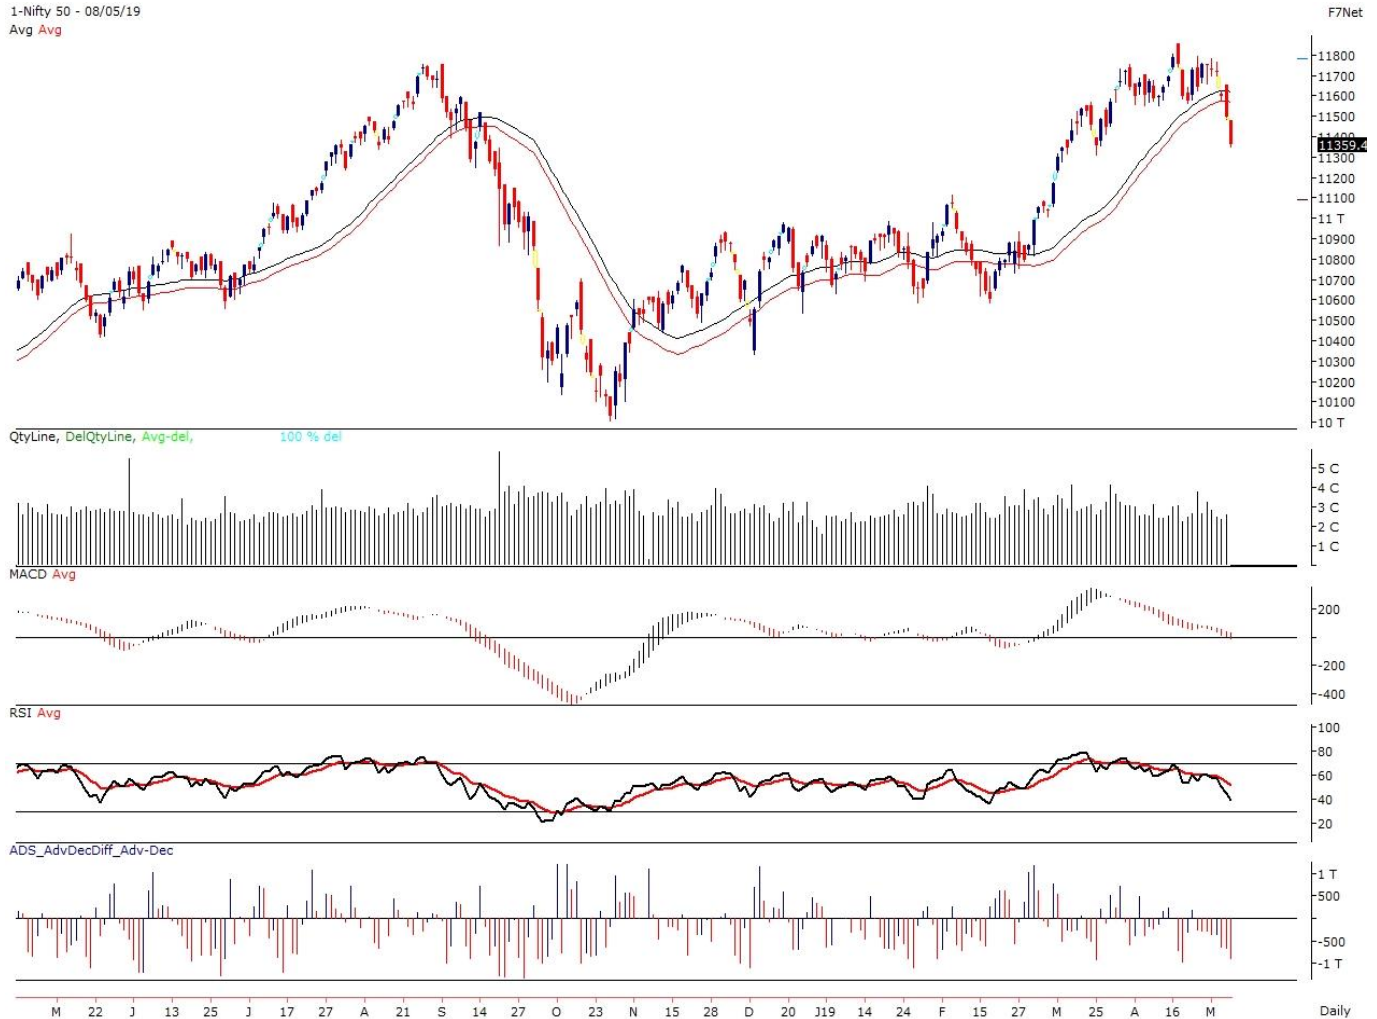 1-Nifty 50 - 08/05/19
F7Net
Avg Avg
11800
11700
11600
11500
11400
11359.4
11300
11200
11100
11 T
10900
10800
10700
10600
10500
10400
10300
10200
10100
10 T
QtyLine, DelQtyLine, Avg-del, 100 % del
5 C
4 C
3 C
2 C
1 C
MACD Avg
200
-200
-400
RSI Avg
100
80
60
40
20
ADS_AdvDecDiff_Adv-Dec
1 T
500
-500
-1 T
M 22 J 13 25 J 17 27 A 21 S 14 27 O 23 N 15 28 D 20 J19 14 24 F 15 27 M 25 A 16 M Daily